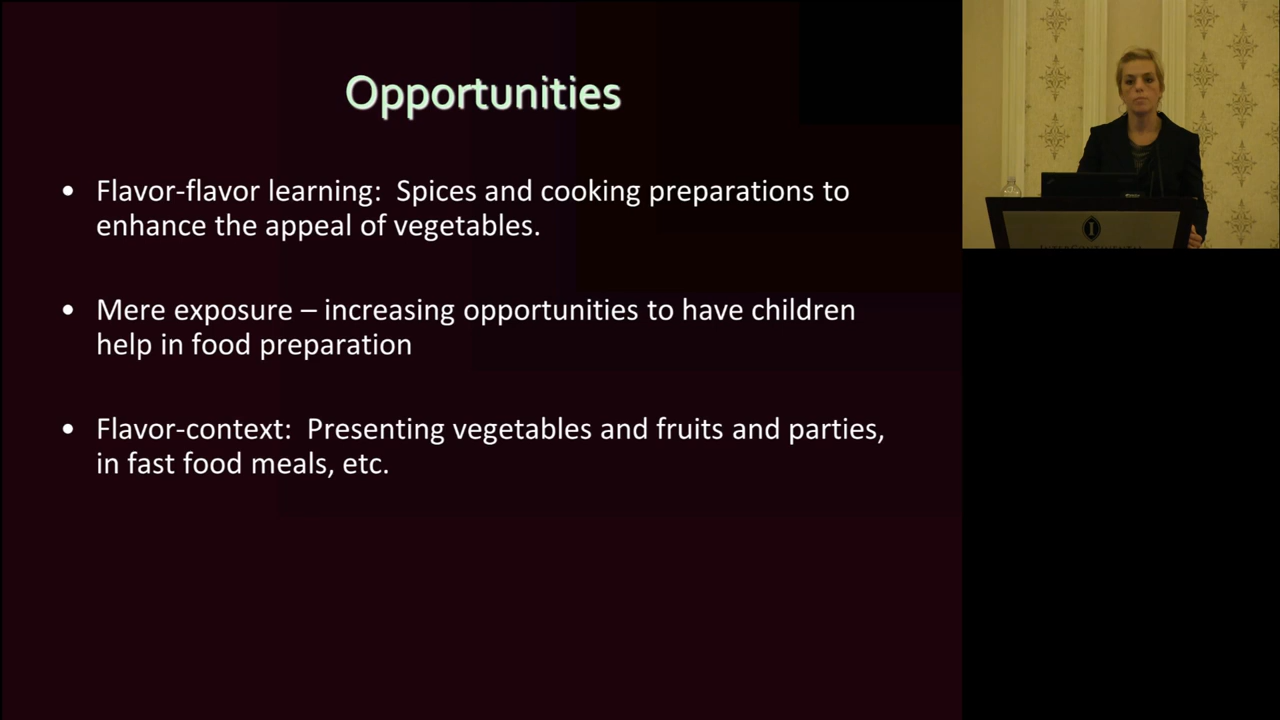 Opportunities
• Flavor-flavor learning: Spices and cooking preparations to
enhance the appeal of vegetables.
• Mere exposure – increasing opportunities to have children
help in food preparation
• Flavor-context: Presenting vegetables and fruits and parties,
in fast food meals, etc.